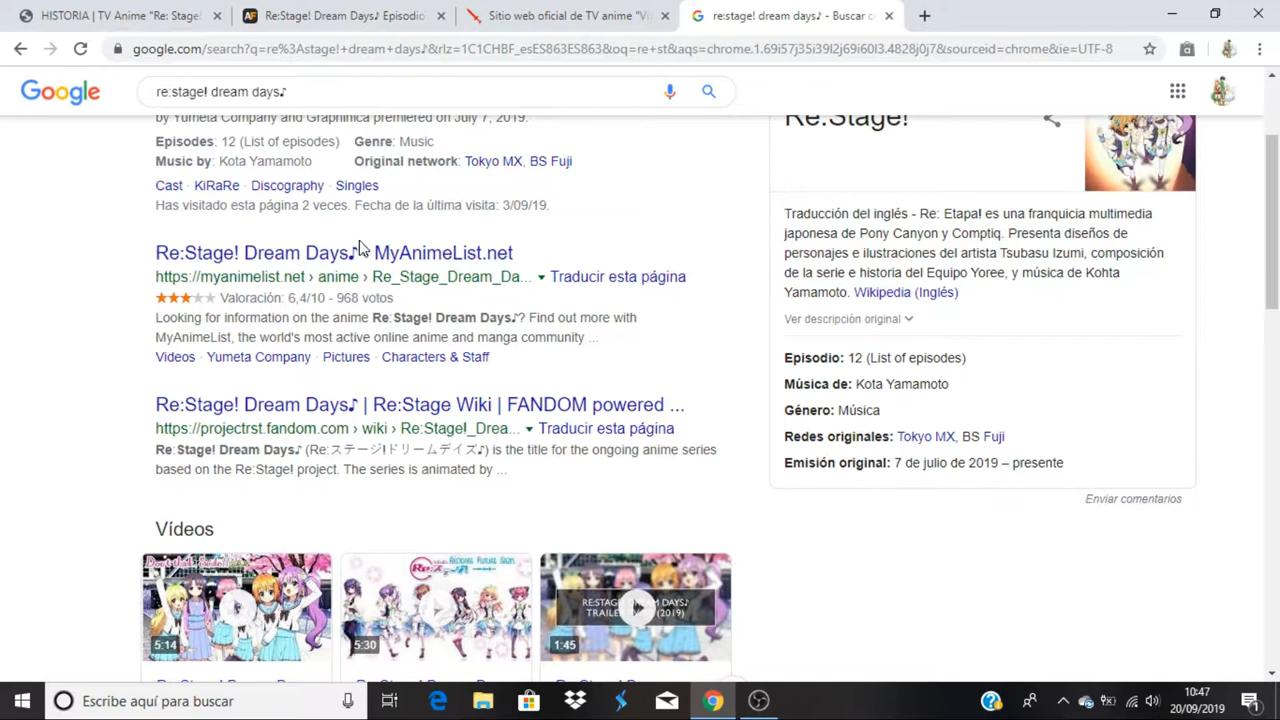 HISTORIA | TV Anime "Re: Stage!
Re:Stage! Dream Days♪ Episodio
Sitio web oficial de TV anime "Vi
re:stage! dream days♪ - Buscar c
google.com/search?q=re%3Astage!+dream+days♪&rlz=1C1CHBF_esES863ES863&oq=re+st&aqs=chrome.1.69i57j35i39l2j69i60l3.4828j0j7&sourceid=chrome&ie=UTF-8
Google
re:stage! dream days♪
by Yumeta Company and Graphinica premiered on July 7, 2019.
Episodes: 12 (List of episodes) Genre: Music
Music by: Kota Yamamoto Original network: Tokyo MX, BS Fuji
Cast · KiRaRe · Discography · Singles
Has visitado esta página 2 veces. Fecha de la última visita: 3/09/19.
Re:Stage! Dream Days♪ - MyAnimeList.net
https://myanimelist.net › anime › Re_Stage_Dream_Da... Traducir esta página
Valoración: 6,4/10 - 968 votos
Looking for information on the anime Re:Stage! Dream Days♪? Find out more with
MyAnimeList, the world's most active online anime and manga community ...
Videos · Yumeta Company · Pictures · Characters & Staff
Re:Stage! Dream Days♪ | Re:Stage Wiki | FANDOM powered ...
https://projectrst.fandom.com › wiki › Re:Stage!_Drea... Traducir esta página
Re:Stage! Dream Days♪ (Re:ステージ!ドリームデイズ♪) is the title for the ongoing anime series
based on the Re:Stage! project. The series is animated by ...
Vídeos
5:14
5:30
RE:STAGE! DREAM DAYS♪
1:45
Re:Stage!
Traducción del inglés - Re: Etapa! es una franquicia multimedia
japonesa de Pony Canyon y Comptiq. Presenta diseños de
personajes e ilustraciones del artista Tsubasu Izumi, composición
de la serie e historia del Equipo Yoree, y música de Kohta
Yamamoto. Wikipedia (Inglés)
Ver descripción original
Episodio: 12 (List of episodes)
Música de: Kota Yamamoto
Género: Música
Redes originales: Tokyo MX, BS Fuji
Emisión original: 7 de julio de 2019 – presente
Enviar comentarios
Escribe aquí para buscar
10:47
20/09/2019